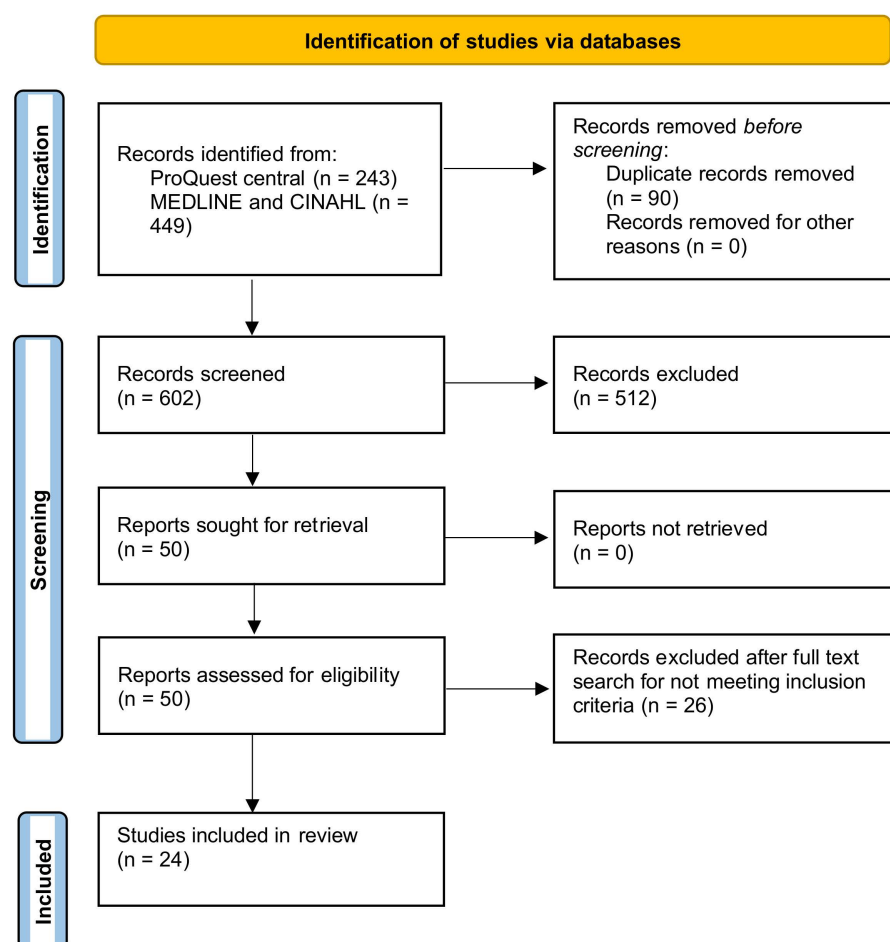 Identification of studies via databases
Identification
Records identified from:
ProQuest central (n = 243)
MEDLINE and CINAHL (n =
449)
Records removed before
screening:
Duplicate records removed
(n = 90)
Records removed for other
reasons (n = 0)
Screening
Records screened
(n = 602)
Records excluded
(n = 512)
Reports sought for retrieval
(n = 50)
Reports not retrieved
(n = 0)
Reports assessed for eligibility
(n = 50)
Records excluded after full text
search for not meeting inclusion
criteria (n = 26)
Included
Studies included in review
(n = 24)